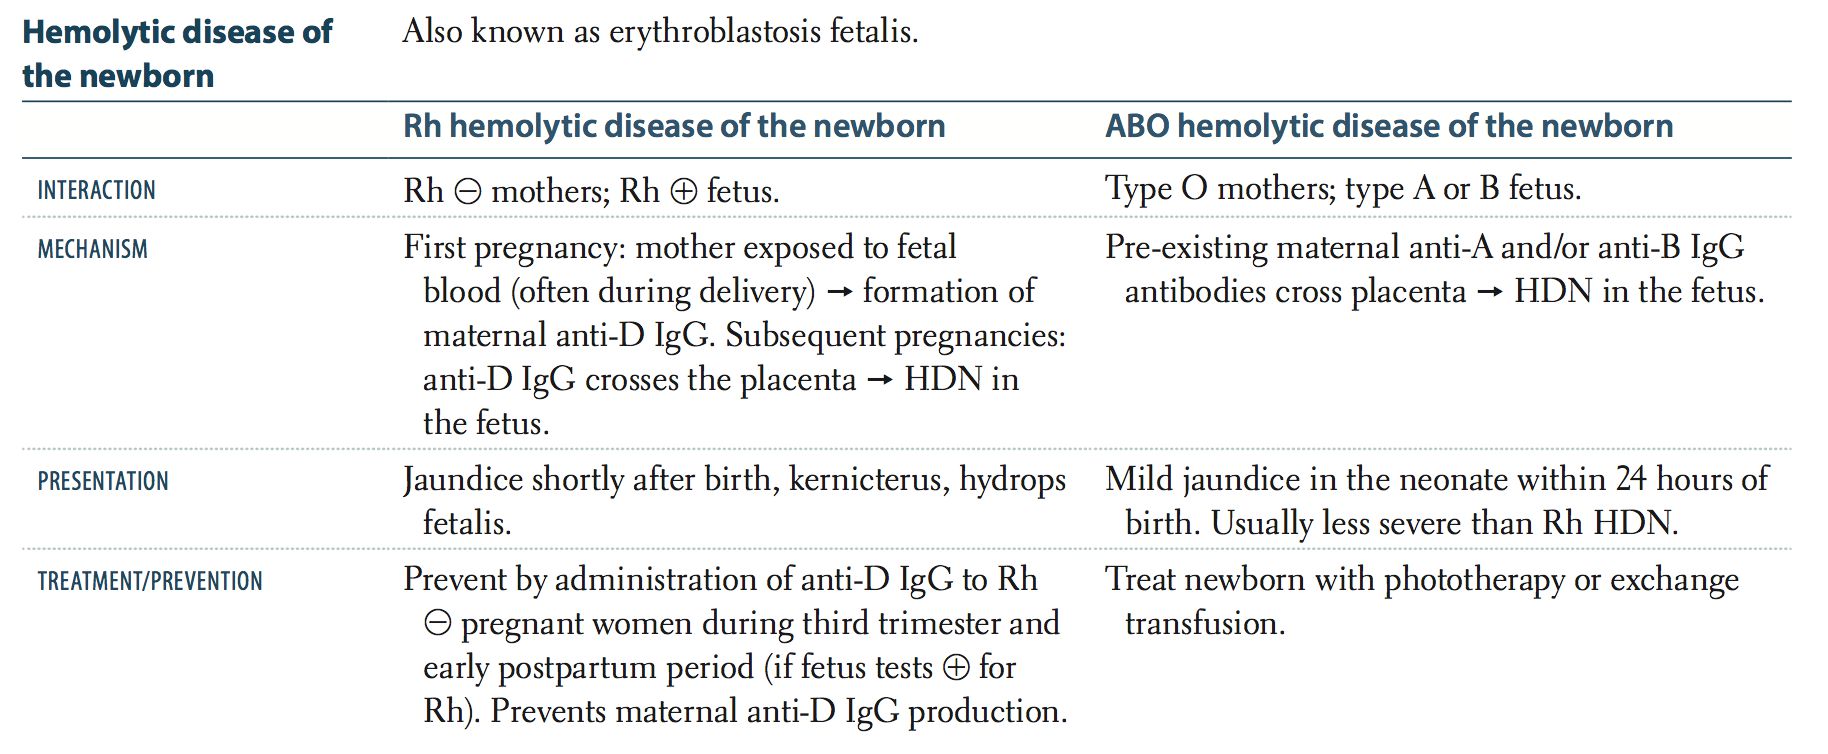 Hemolytic disease of
the newborn
Also known as erythroblastosis fetalis.
Rh hemolytic disease of the newborn
ABO hemolytic disease of the newborn
INTERACTION
Rh ⊖ mothers; Rh ⊕ fetus.
Type O mothers; type A or B fetus.
MECHANISM
First pregnancy: mother exposed to fetal
blood (often during delivery) → formation of
maternal anti-D IgG. Subsequent pregnancies:
anti-D IgG crosses the placenta → HDN in
the fetus.
Pre-existing maternal anti-A and/or anti-B IgG
antibodies cross placenta → HDN in the fetus.
PRESENTATION
Jaundice shortly after birth, kernicterus, hydrops
fetalis.
Mild jaundice in the neonate within 24 hours of
birth. Usually less severe than Rh HDN.
TREATMENT/PREVENTION
Prevent by administration of anti-D IgG to Rh
⊖ pregnant women during third trimester and
early postpartum period (if fetus tests ⊕ for
Rh). Prevents maternal anti-D IgG production.
Treat newborn with phototherapy or exchange
transfusion.